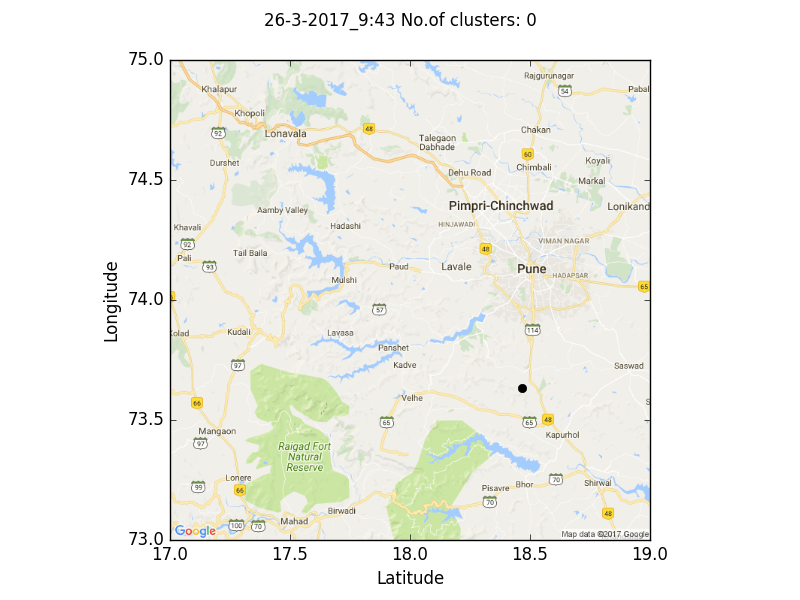 26-3-2017_9:43 No.of clusters: 0
75.0
74.5
74.0
73.5
73.0
Longitude
17.0 17.5 18.0 18.5 19.0
Latitude
Rajgurunagar
Khalapur
54
Pabal
Khopoli
92
Lonavala
48
Chakan
Talegaon
Dabhade
60
Durshet
Koyali
Chimbali
Dehu Road
Markal
Aamby Valley
Pimpri-Chinchwad
Lonikand
Khavali
Hadashi
HINJAWADI
92
48
VIMAN NAGAR
Pali
Tail Baila
93
Paud
Lavale
Pune
HADAPSAR
Mulshi
65
57
Kolad
Kudali
Lavasa
114
Panshet
97
Kadve
Saswad
66
Velhe
S
65
65
48
Mangaon
97
Kapurhol
Raigad Fort
Natural
Reserve
Lonere
99
66
70
Pisavre
Bhor
Shirwal
70
Birwadi
48
100
70
Mahad
Google
Map data ©2017 Google